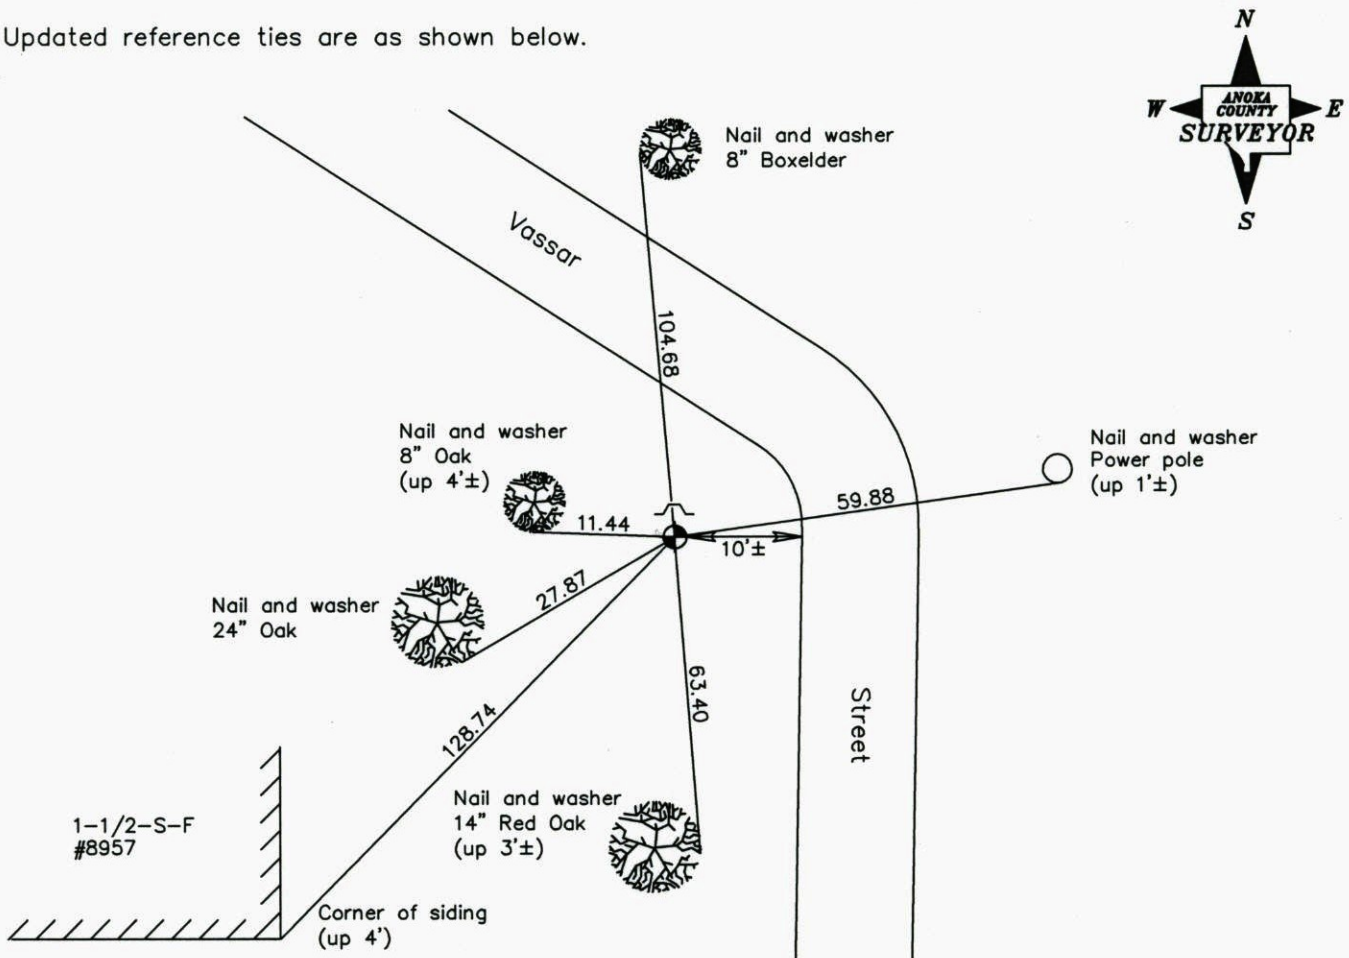 Updated reference ties are as shown below.
N
W
ANOKA
COUNTY
E
SURVEYOR
S
Nail and washer
8" Boxelder
Vassar
104.68
Nail and washer
8" Oak
(up 4'±)
11.44
Nail and washer
Power pole
(up 1'±)
59.88
10'±
27.87
Nail and washer
24" Oak
63.40
Street
128.74
Nail and washer
14" Red Oak
(up 3'±)
1-1/2-S-F
#8957
Corner of siding
(up 4')